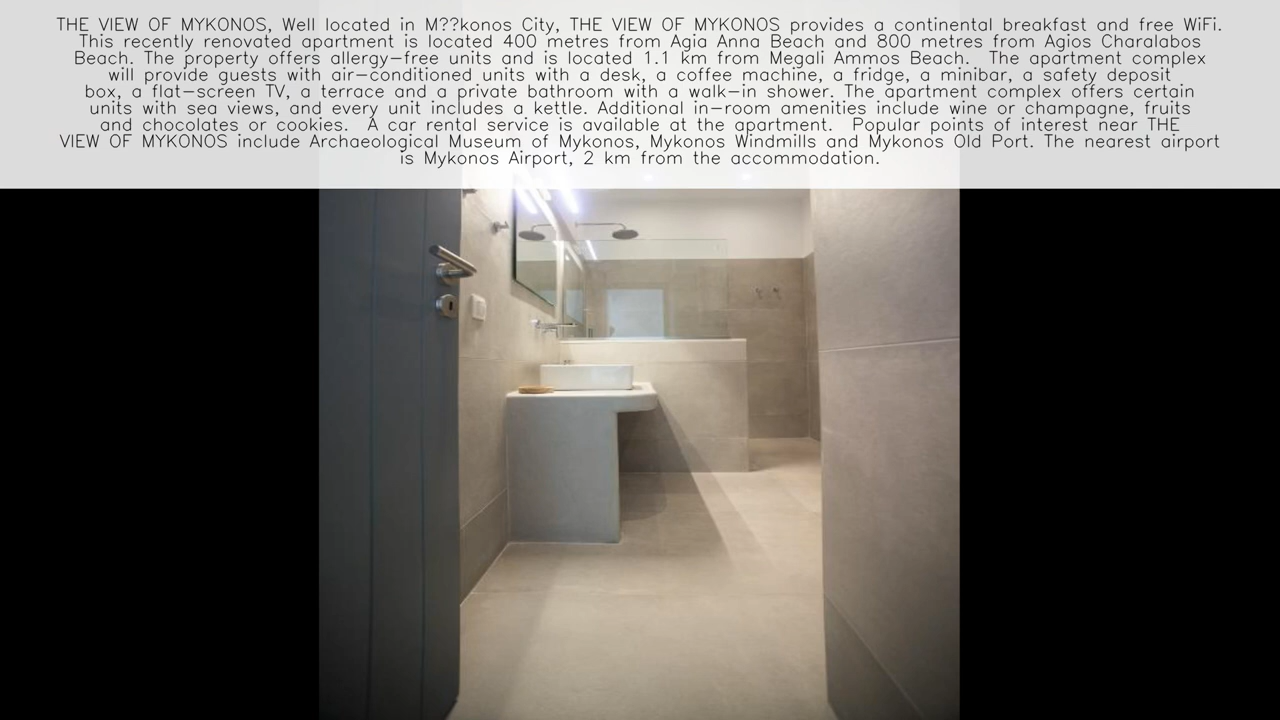 THE VIEW OF MYKONOS, Well located in M??konos City, THE VIEW OF MYKONOS provides a continental breakfast and free WiFi.
This recently renovated apartment is located 400 metres from Agia Anna Beach and 800 metres from Agios Charalabos
Beach. The property offers allergy-free units and is located 1.1 km from Megali Ammos Beach.  The apartment complex
will provide guests with air-conditioned units with a desk, a coffee machine, a fridge, a minibar, a safety deposit
box, a flat-screen TV, a terrace and a private bathroom with a walk-in shower. The apartment complex offers certain
units with sea views, and every unit includes a kettle. Additional in-room amenities include wine or champagne, fruits
and chocolates or cookies.  A car rental service is available at the apartment.  Popular points of interest near THE
VIEW OF MYKONOS include Archaeological Museum of Mykonos, Mykonos Windmills and Mykonos Old Port. The nearest airport
is Mykonos Airport, 2 km from the accommodation.